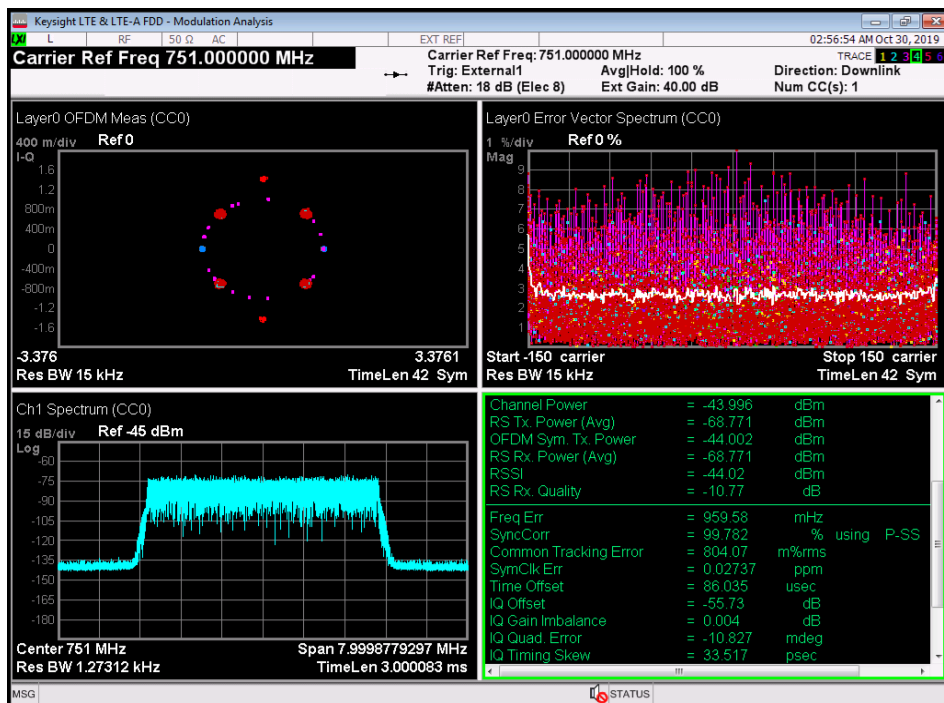 Keysight LTE & LTE-A FDD - Modulation Analysis
LXI L RF 50 Ω AC EXT REF 02:56:54 AM Oct 30, 2019
Carrier Ref Freq 751.000000 MHz
Carrier Ref Freq: 751.000000 MHz
Trig: External1 Avg|Hold: 100 % Direction: Downlink
#Atten: 18 dB (Elec 8) Ext Gain: 40.00 dB Num CC(s): 1
TRACE 1 2 3 4 5 6
Layer0 OFDM Meas (CC0)
400 m/div Ref 0
I-Q
1.6
1.2
800m
400m
0
-400m
-800m
-1.2
-1.6
-3.376 3.3761
Res BW 15 kHz TimeLen 42 Sym
Layer0 Error Vector Spectrum (CC0)
1 %/div Ref 0 %
Mag
9
8
7
6
5
4
3
2
1
Start -150 carrier Stop 150 carrier
Res BW 15 kHz TimeLen 42 Sym
Ch1 Spectrum (CC0)
15 dB/div Ref -45 dBm
Log
-60
-75
-90
-105
-120
-135
-150
-165
-180
Center 751 MHz Span 7.9998779297 MHz
Res BW 1.27312 kHz TimeLen 3.000083 ms
Channel Power = -43.996 dBm
RS Tx. Power (Avg) = -68.771 dBm
OFDM Sym. Tx. Power = -44.002 dBm
RS Rx. Power (Avg) = -68.771 dBm
RSSI = -44.02 dBm
RS Rx. Quality = -10.77 dB
Freq Err = 959.58 mHz
SyncCorr = 99.782 % using P-SS
Common Tracking Error = 804.07 m%rms
SymClk Err = 0.02737 ppm
Time Offset = 86.035 usec
IQ Offset = -55.73 dB
IQ Gain Imbalance = 0.004 dB
IQ Quad. Error = -10.827 mdeg
IQ Timing Skew = 33.517 psec
MSG STATUS